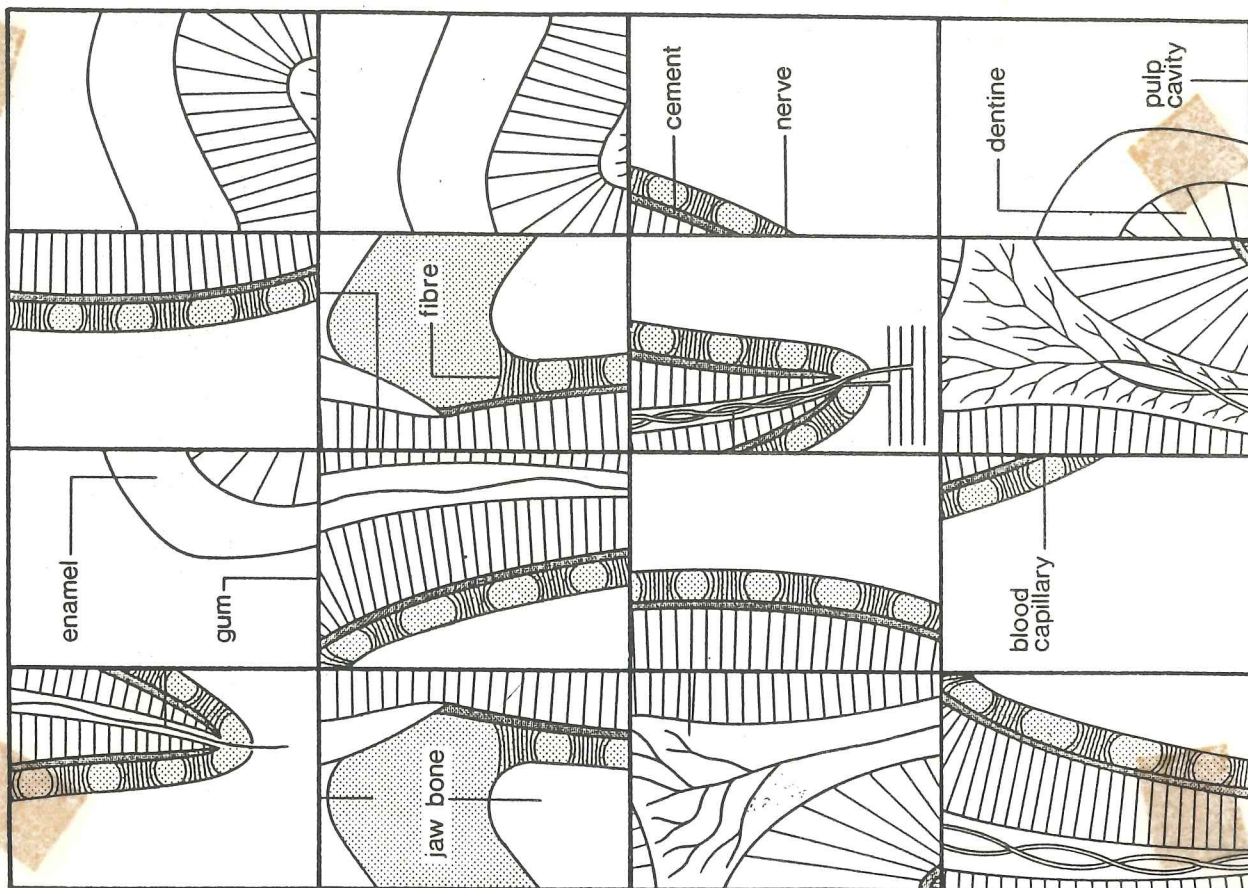 cement
nerve
dentine
pulp
cavity
fibre
enamel
gum
blood
capillary
jaw bone